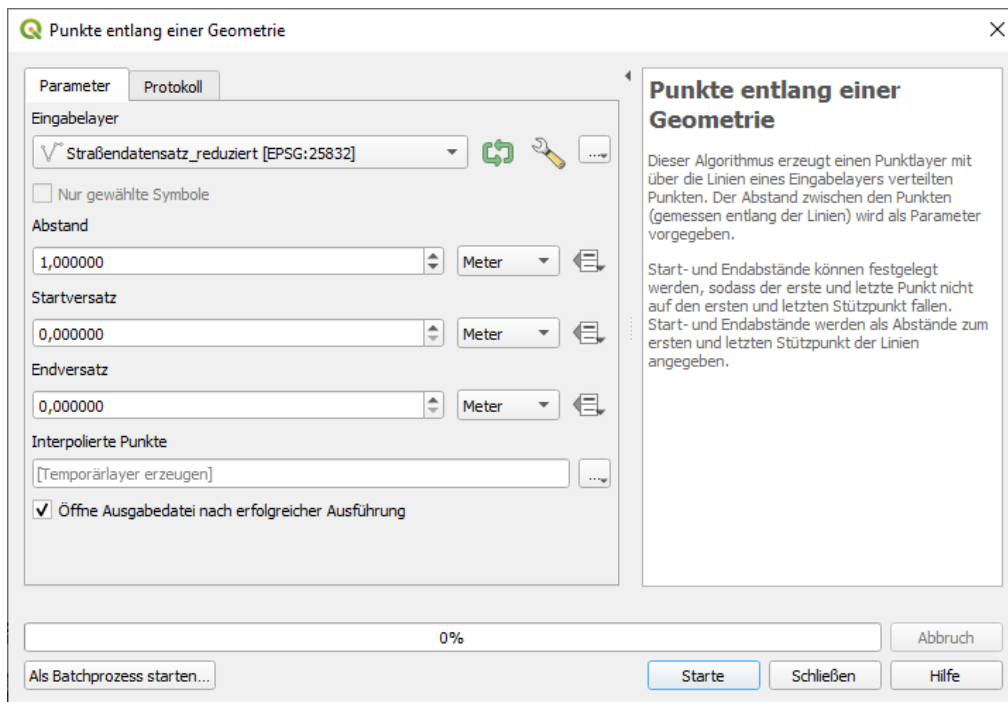 Punkte entlang einer Geometrie
Parameter
Protokoll
Eingabelayer
Straßendatensatz_reduziert [EPSG:25832]
...
Nur gewählte Symbole
Abstand
1,000000
Meter
Startversatz
0,000000
Meter
Endversatz
0,000000
Meter
Interpolierte Punkte
[Temporärlayer erzeugen]
...
Öffne Ausgabedatei nach erfolgreicher Ausführung
Punkte entlang einer
Geometrie
Dieser Algorithmus erzeugt einen Punktlayer mit
über die Linien eines Eingabelayers verteilten
Punkten. Der Abstand zwischen den Punkten
(gemessen entlang der Linien) wird als Parameter
vorgegeben.
Start- und Endabstände können festgelegt
werden, sodass der erste und letzte Punkt nicht
auf den ersten und letzten Stützpunkt fallen.
Start- und Endabstände werden als Abstände zum
ersten und letzten Stützpunkt der Linien
angegeben.
0%
Abbruch
Als Batchprozess starten...
Starte
Schließen
Hilfe